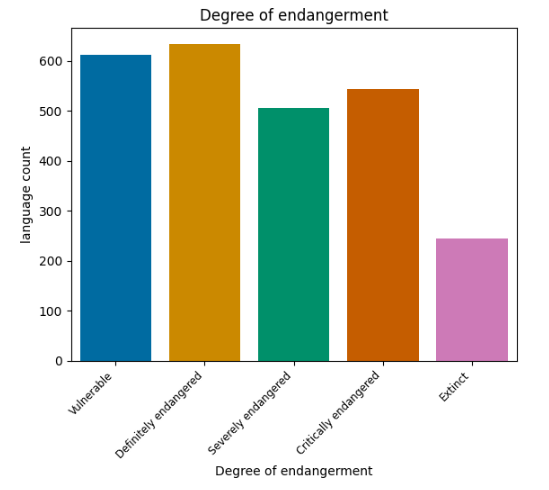 Degree of endangerment
language count
600
500
400
300
200
100
0
Vulnerable
Definitely endangered
Severely endangered
Critically endangered
Extinct
Degree of endangerment